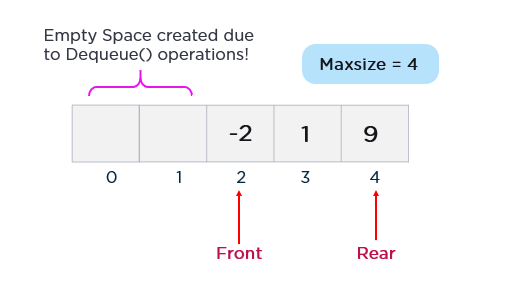 Empty Space created due
to Dequeue() operations!
Maxsize = 4
-2 1 9
0 1 2 3 4
Front Rear